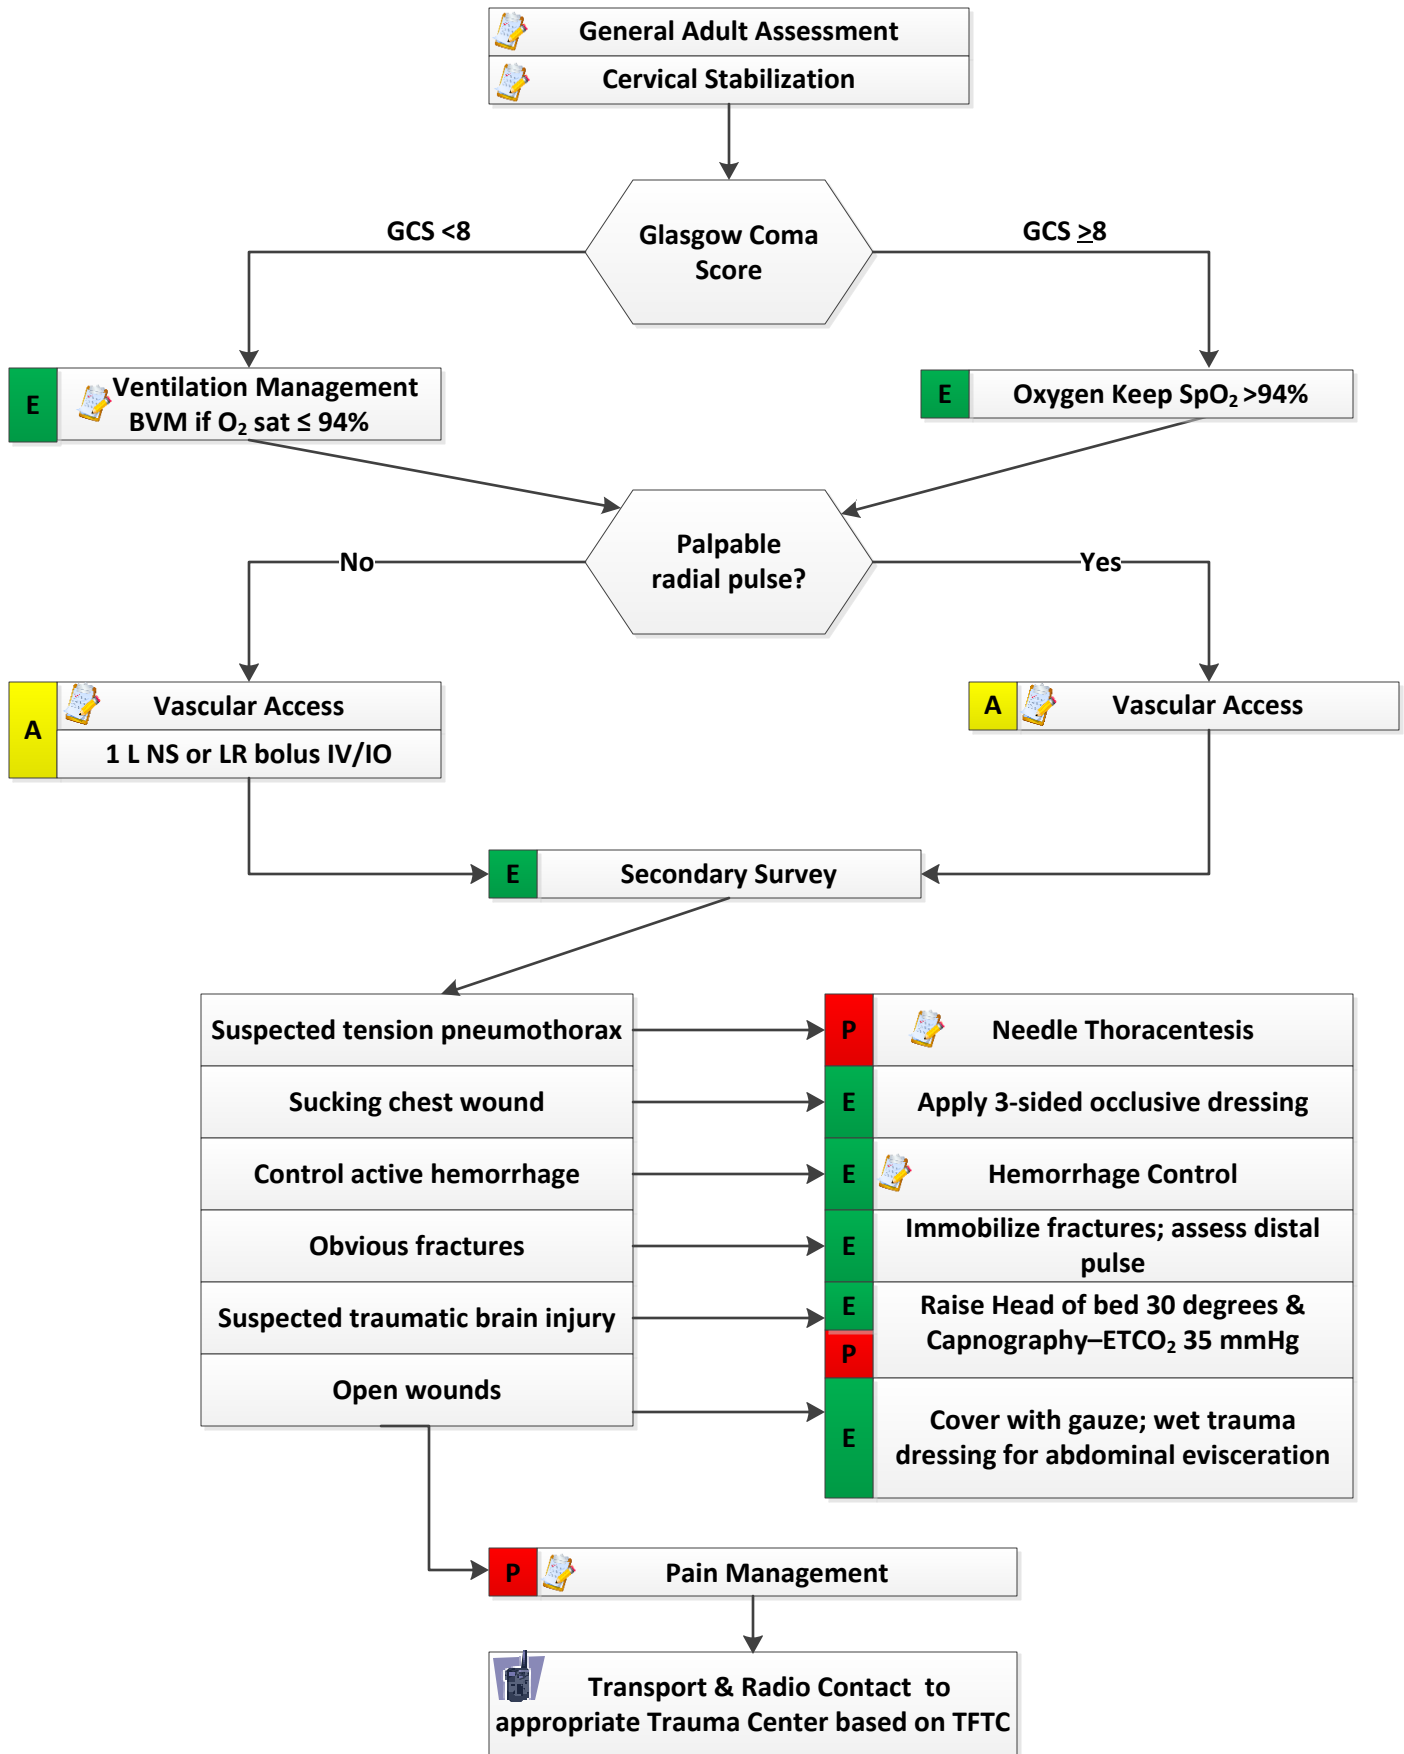 General Adult Assessment
Cervical Stabilization
Glasgow Coma
Score
GCS <8
GCS ≥8
E
Ventilation Management
BVM if O₂ sat ≤ 94%
E
Oxygen Keep SpO₂ >94%
Palpable
radial pulse?
No
Yes
A
Vascular Access
1 L NS or LR bolus IV/IO
A
Vascular Access
E
Secondary Survey
Suspected tension pneumothorax
P
Needle Thoracentesis
Sucking chest wound
E
Apply 3-sided occlusive dressing
Control active hemorrhage
E
Hemorrhage Control
Obvious fractures
E
Immobilize fractures; assess distal
pulse
Suspected traumatic brain injury
E
P
Raise Head of bed 30 degrees &
Capnography–ETCO₂ 35 mmHg
Open wounds
E
Cover with gauze; wet trauma
dressing for abdominal evisceration
P
Pain Management
Transport & Radio Contact to
appropriate Trauma Center based on TFTC